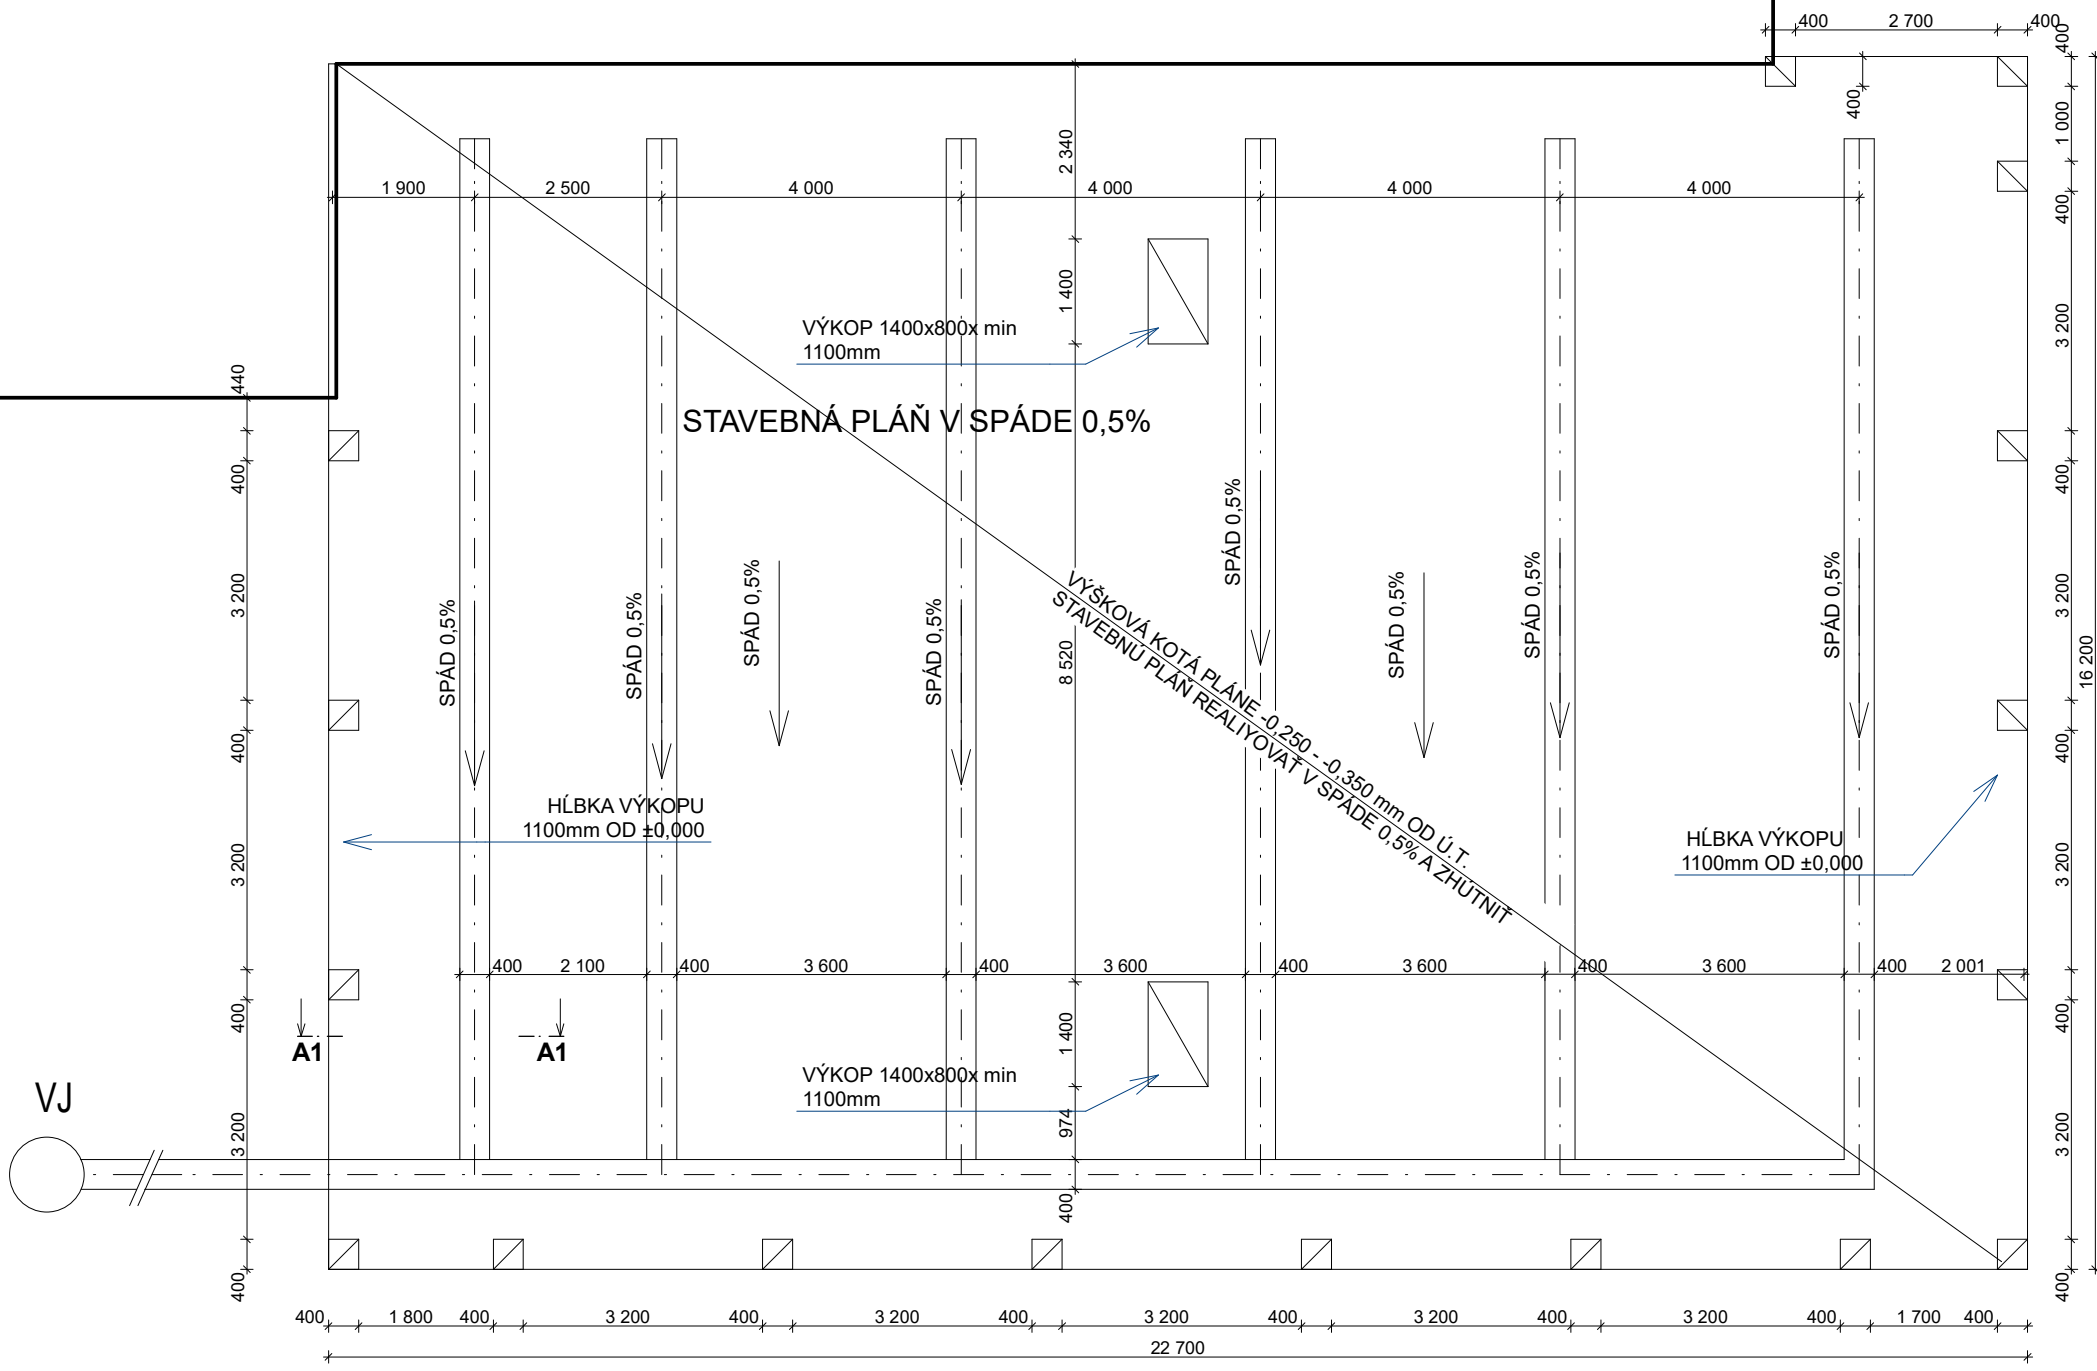 400 2 700 400
400
400
1 000
2 340
1 900 2 500 4 000 4 000 4 000 4 000
400
1 400
VÝKOP 1400x800x min
1100mm
3 200
440
STAVEBNÁ PLÁŇ V SPÁDE 0,5%
400
400
SPÁD 0,5%
SPÁD 0,5%
SPÁD 0,5%
SPÁD 0,5%
SPÁD 0,5%
SPÁD 0,5%
SPÁD 0,5%
SPÁD 0,5%
3 200
3 200
8 520
16 200
VÝŠKOVÁ KOTÁ PLÁNE -0,250 - -0,350 mm OD Ú.T.
STAVEBNÚ PLÁŇ REALIYOVAŤ V SPÁDE 0,5% A ZHÚTNIŤ
400
400
HĹBKA VÝKOPU
1100mm OD ±0,000
HĹBKA VÝKOPU
1100mm OD ±0,000
3 200
3 200
400 2 100 400 3 600 400 3 600 400 3 600 400 3 600 400 2 001
400
400
1 400
A1 A1
VÝKOP 1400x800x min
1100mm
VJ
974
3 200
3 200
400
400
400
400 1 800 400 3 200 400 3 200 400 3 200 400 3 200 400 3 200 400 1 700 400
22 700